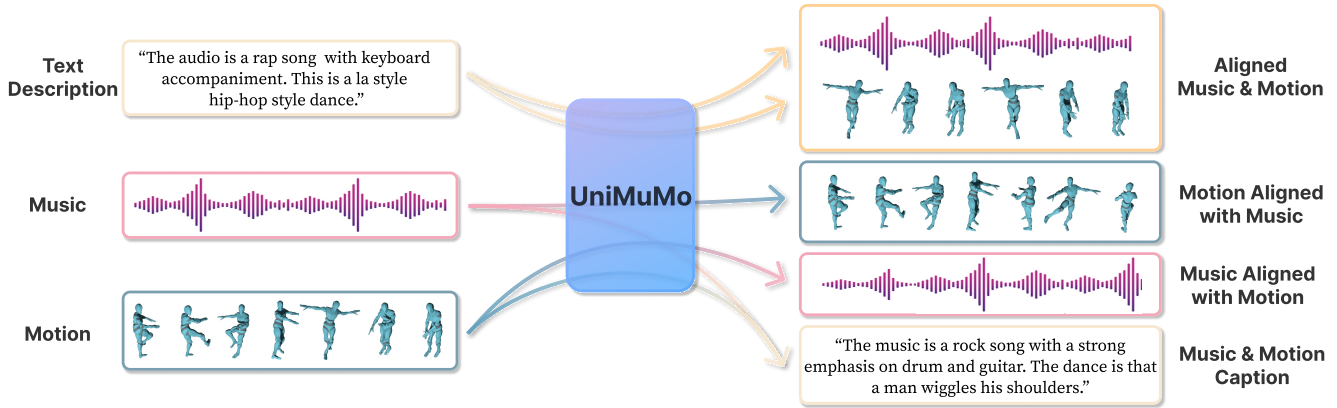 Text
Description
“The audio is a rap song with keyboard
accompaniment. This is a la style
hip-hop style dance.”
Music
Motion
UniMuMo
Aligned
Music & Motion
Motion Aligned
with Music
Music Aligned
with Motion
“The music is a rock song with a strong
emphasis on drum and guitar. The dance is that
a man wiggles his shoulders.”
Music & Motion
Caption